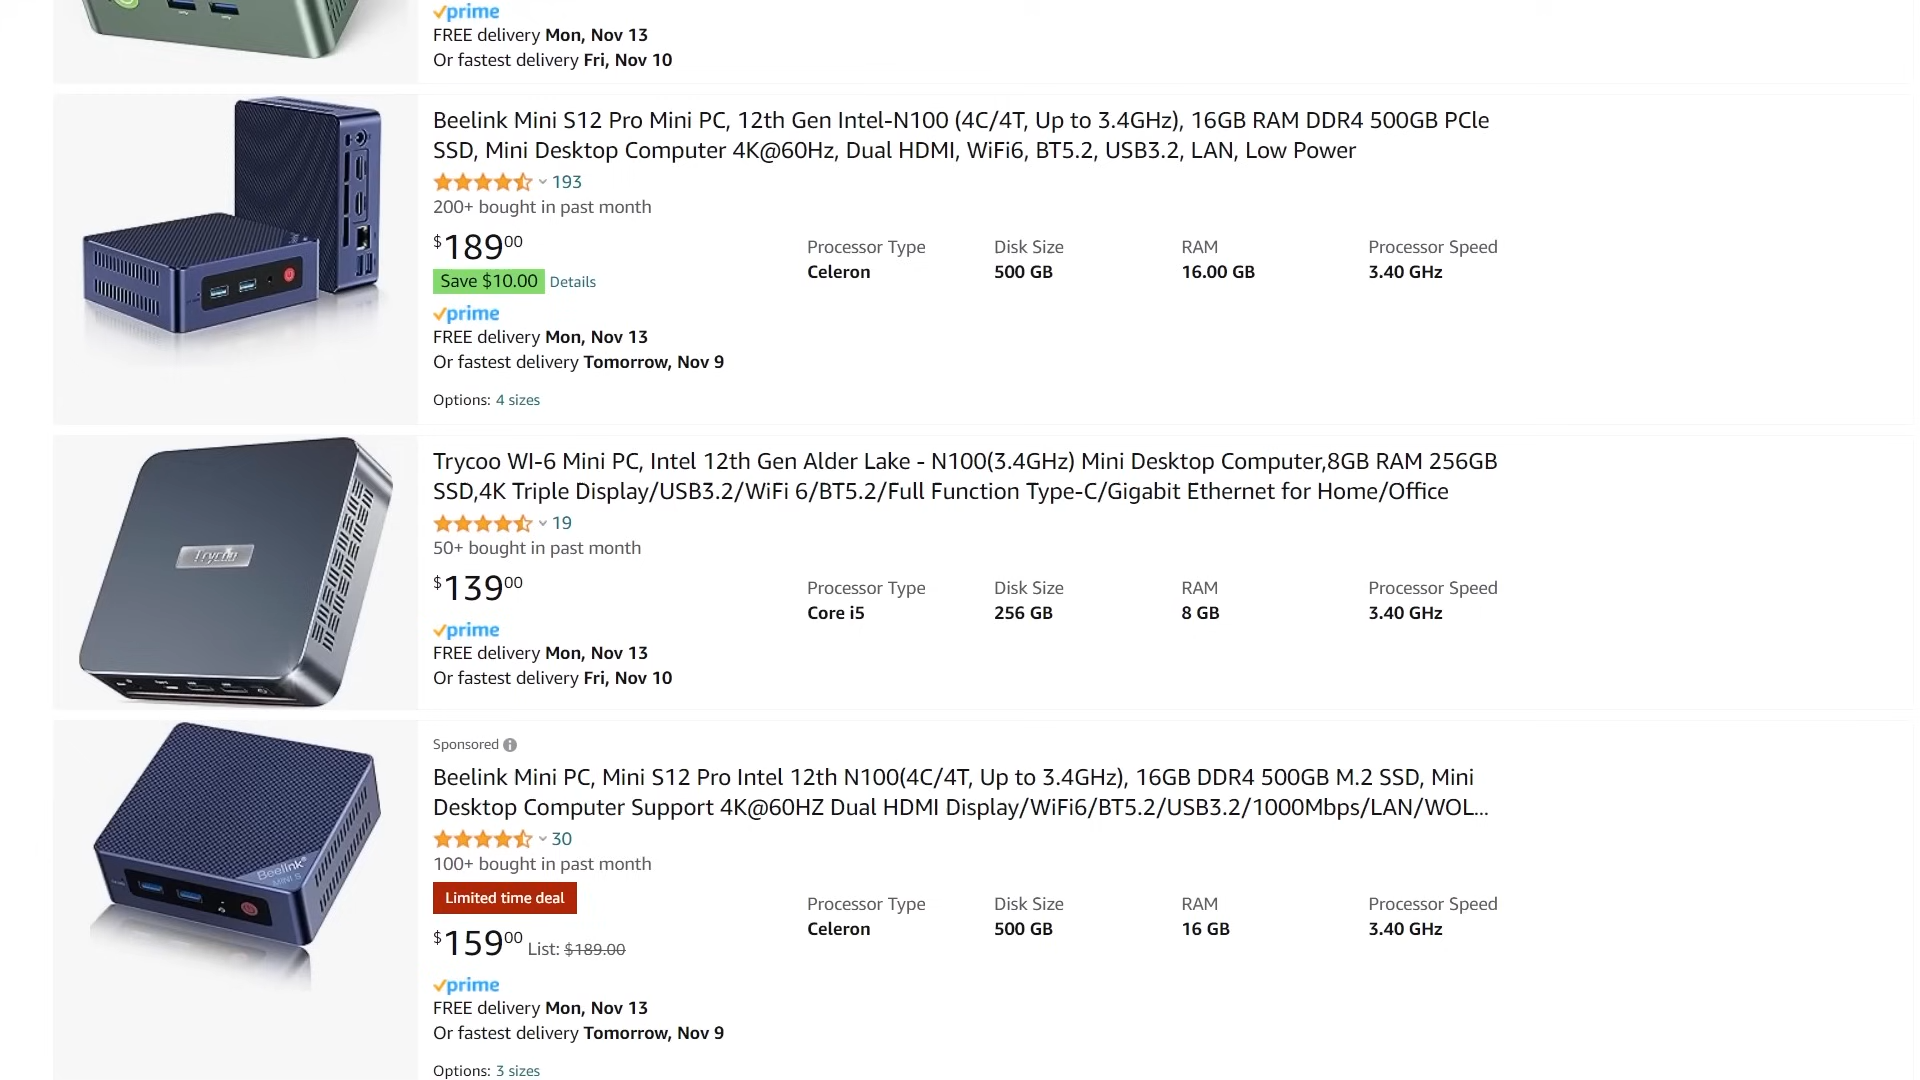 prime
FREE delivery Mon, Nov 13
Or fastest delivery Fri, Nov 10
Beelink Mini S12 Pro Mini PC, 12th Gen Intel-N100 (4C/4T, Up to 3.4GHz), 16GB RAM DDR4 500GB PCle
SSD, Mini Desktop Computer 4K@60Hz, Dual HDMI, WiFi6, BT5.2, USB3.2, LAN, Low Power
193
200+ bought in past month
$18900
Save $10.00 Details
prime
FREE delivery Mon, Nov 13
Or fastest delivery Tomorrow, Nov 9
Options: 4 sizes
Processor Type Disk Size RAM Processor Speed
Celeron 500 GB 16.00 GB 3.40 GHz
Trycoo
Trycoo WI-6 Mini PC, Intel 12th Gen Alder Lake - N100(3.4GHz) Mini Desktop Computer,8GB RAM 256GB
SSD,4K Triple Display/USB3.2/WiFi 6/BT5.2/Full Function Type-C/Gigabit Ethernet for Home/Office
19
50+ bought in past month
$13900
prime
FREE delivery Mon, Nov 13
Or fastest delivery Fri, Nov 10
Processor Type Disk Size RAM Processor Speed
Core i5 256 GB 8 GB 3.40 GHz
Beelink
MINI S
Sponsored
Beelink Mini PC, Mini S12 Pro Intel 12th N100(4C/4T, Up to 3.4GHz), 16GB DDR4 500GB M.2 SSD, Mini
Desktop Computer Support 4K@60HZ Dual HDMI Display/WiFi6/BT5.2/USB3.2/1000Mbps/LAN/WOL...
30
100+ bought in past month
Limited time deal
$15900 List: $189.00
prime
FREE delivery Mon, Nov 13
Or fastest delivery Tomorrow, Nov 9
Options: 3 sizes
Processor Type Disk Size RAM Processor Speed
Celeron 500 GB 16 GB 3.40 GHz